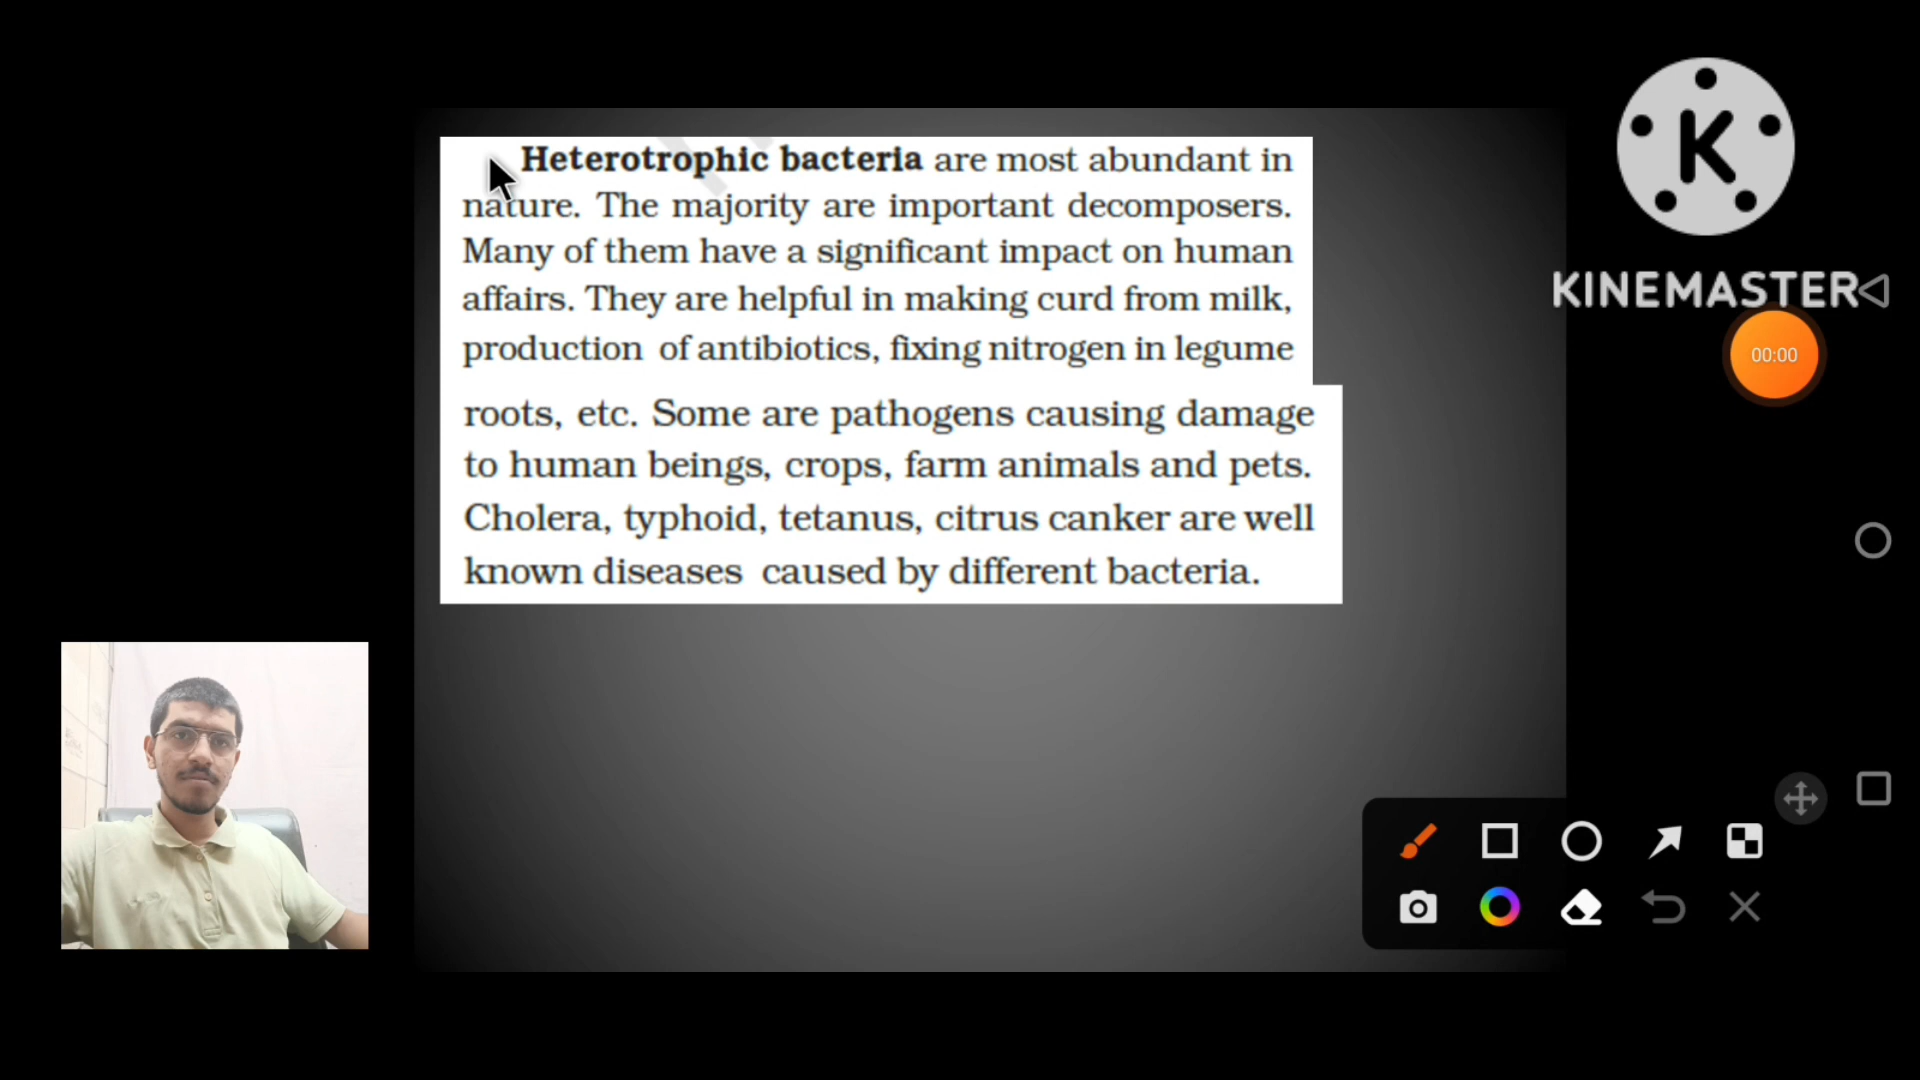 Heterotrophic bacteria are most abundant in
nature. The majority are important decomposers.
Many of them have a significant impact on human
affairs. They are helpful in making curd from milk,
production of antibiotics, fixing nitrogen in legume
roots, etc. Some are pathogens causing damage
to human beings, crops, farm animals and pets.
Cholera, typhoid, tetanus, citrus canker are well
known diseases caused by different bacteria.
K
KINEMASTER
00:00